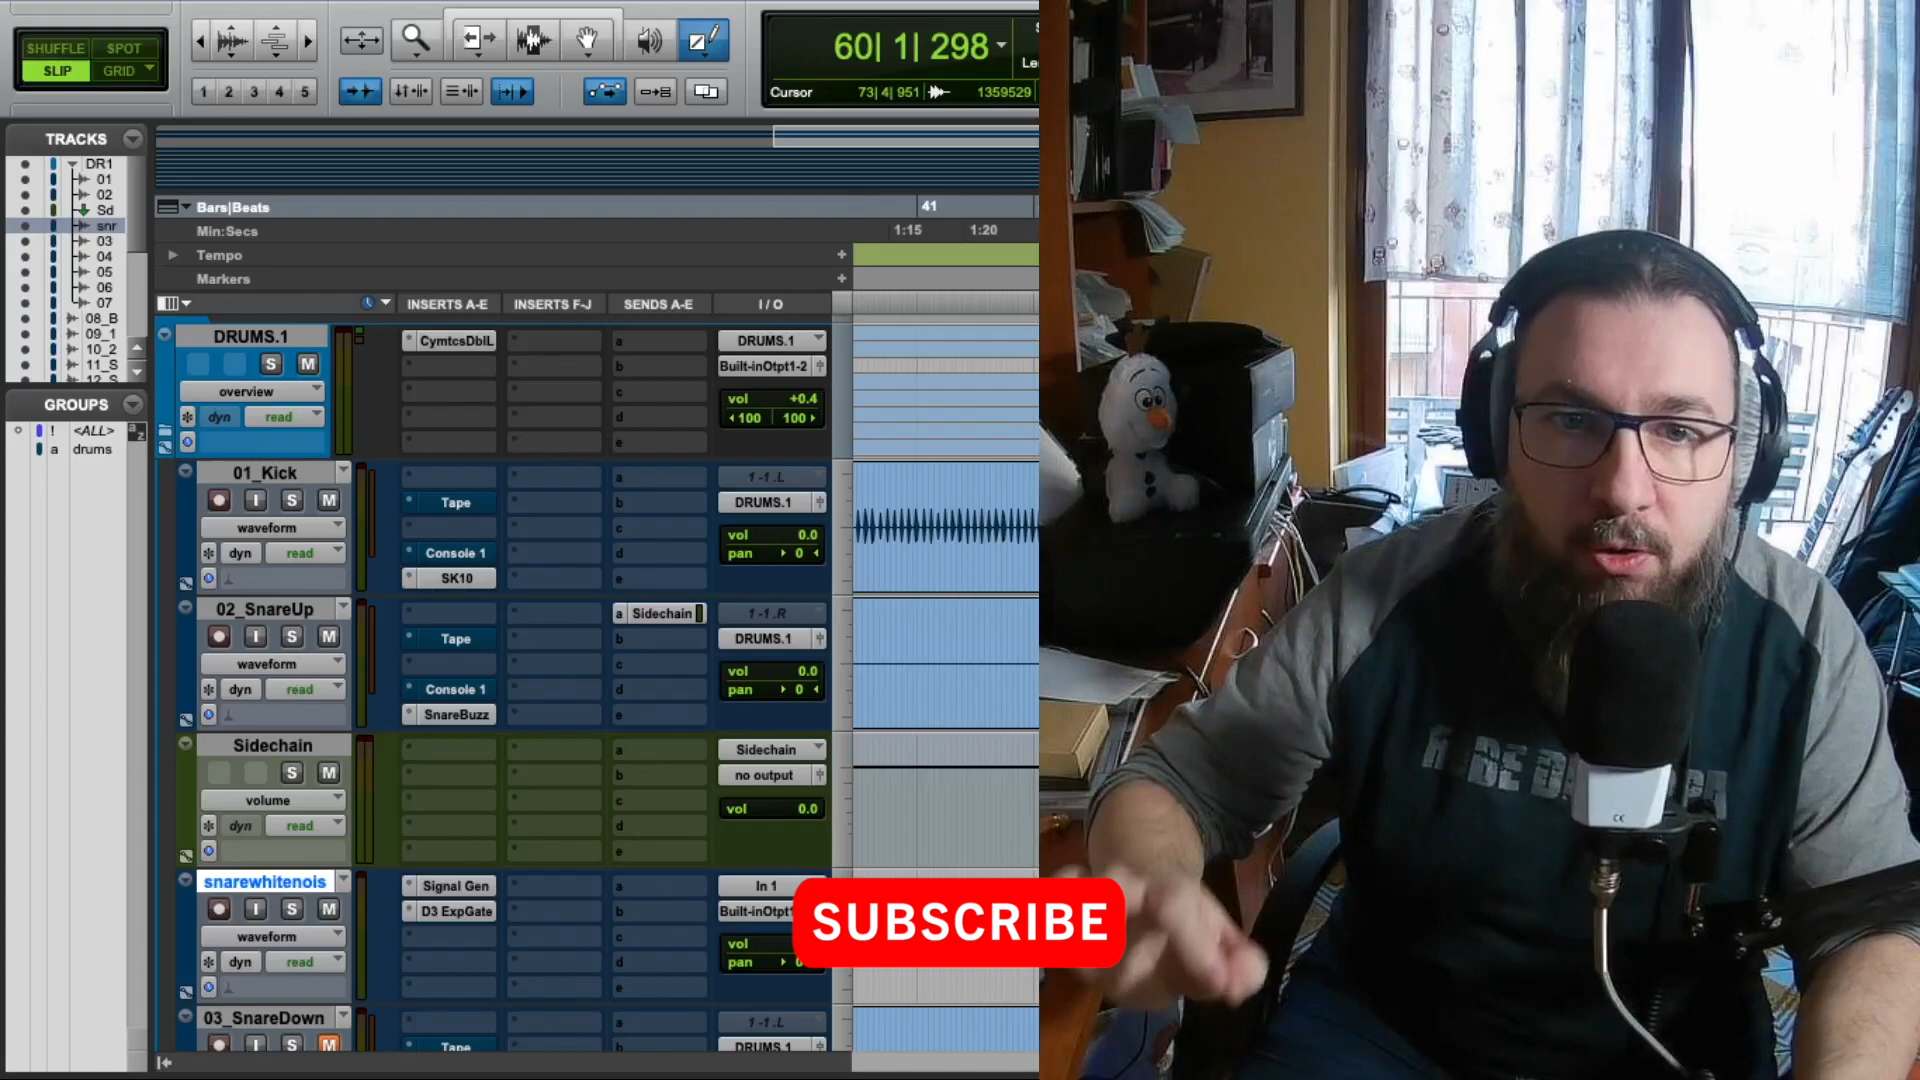 SHUFFLE SPOT
SLIP GRID
1 2 3 4 5
60| 1| 298
Cursor 73| 4| 951 1359529
TRACKS
DR1
01
02
Sd
snr
03
04
05
06
07
08_B
09_1
10_2
11_S
12_S
GROUPS
! <ALL>
a drums
a z
Bars|Beats 41
Min:Secs 1:15 1:20
Tempo
Markers
INSERTS A-E INSERTS F-J SENDS A-E I / O
DRUMS.1 CymtcsDblL a DRUMS.1
S M b Built-inOtpt1-2
overview c vol +0.4
dyn read d 100 100
e
01_Kick a 1-1.L
I S M Tape b DRUMS.1
waveform c vol 0.0
dyn read Console 1 d pan 0
SK10 e
02_SnareUp a Sidechain 1-1.R
I S M Tape b DRUMS.1
waveform c vol 0.0
dyn read Console 1 d pan 0
SnareBuzz e
Sidechain a Sidechain
S M b no output
volume c vol 0.0
dyn read d
e
snarewhitenois Signal Gen a In 1
I S M D3 ExpGate b Built-inOtpt1
waveform c vol
dyn read d pan
e
SUBSCRIBE
03_SnareDown a 1-1.L
I S M Tape b DRUMS.1